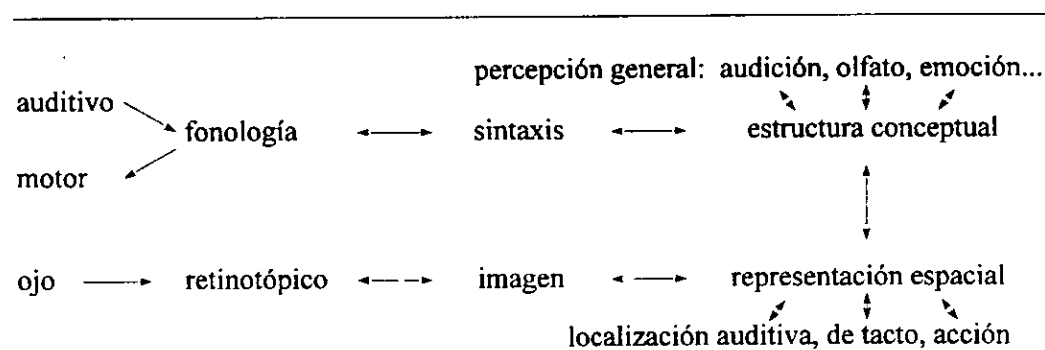 percepción general: audición, olfato, emoción...
auditivo
fonología sintaxis estructura conceptual
motor
ojo retinotópico imagen representación espacial
localización auditiva, de tacto, acción